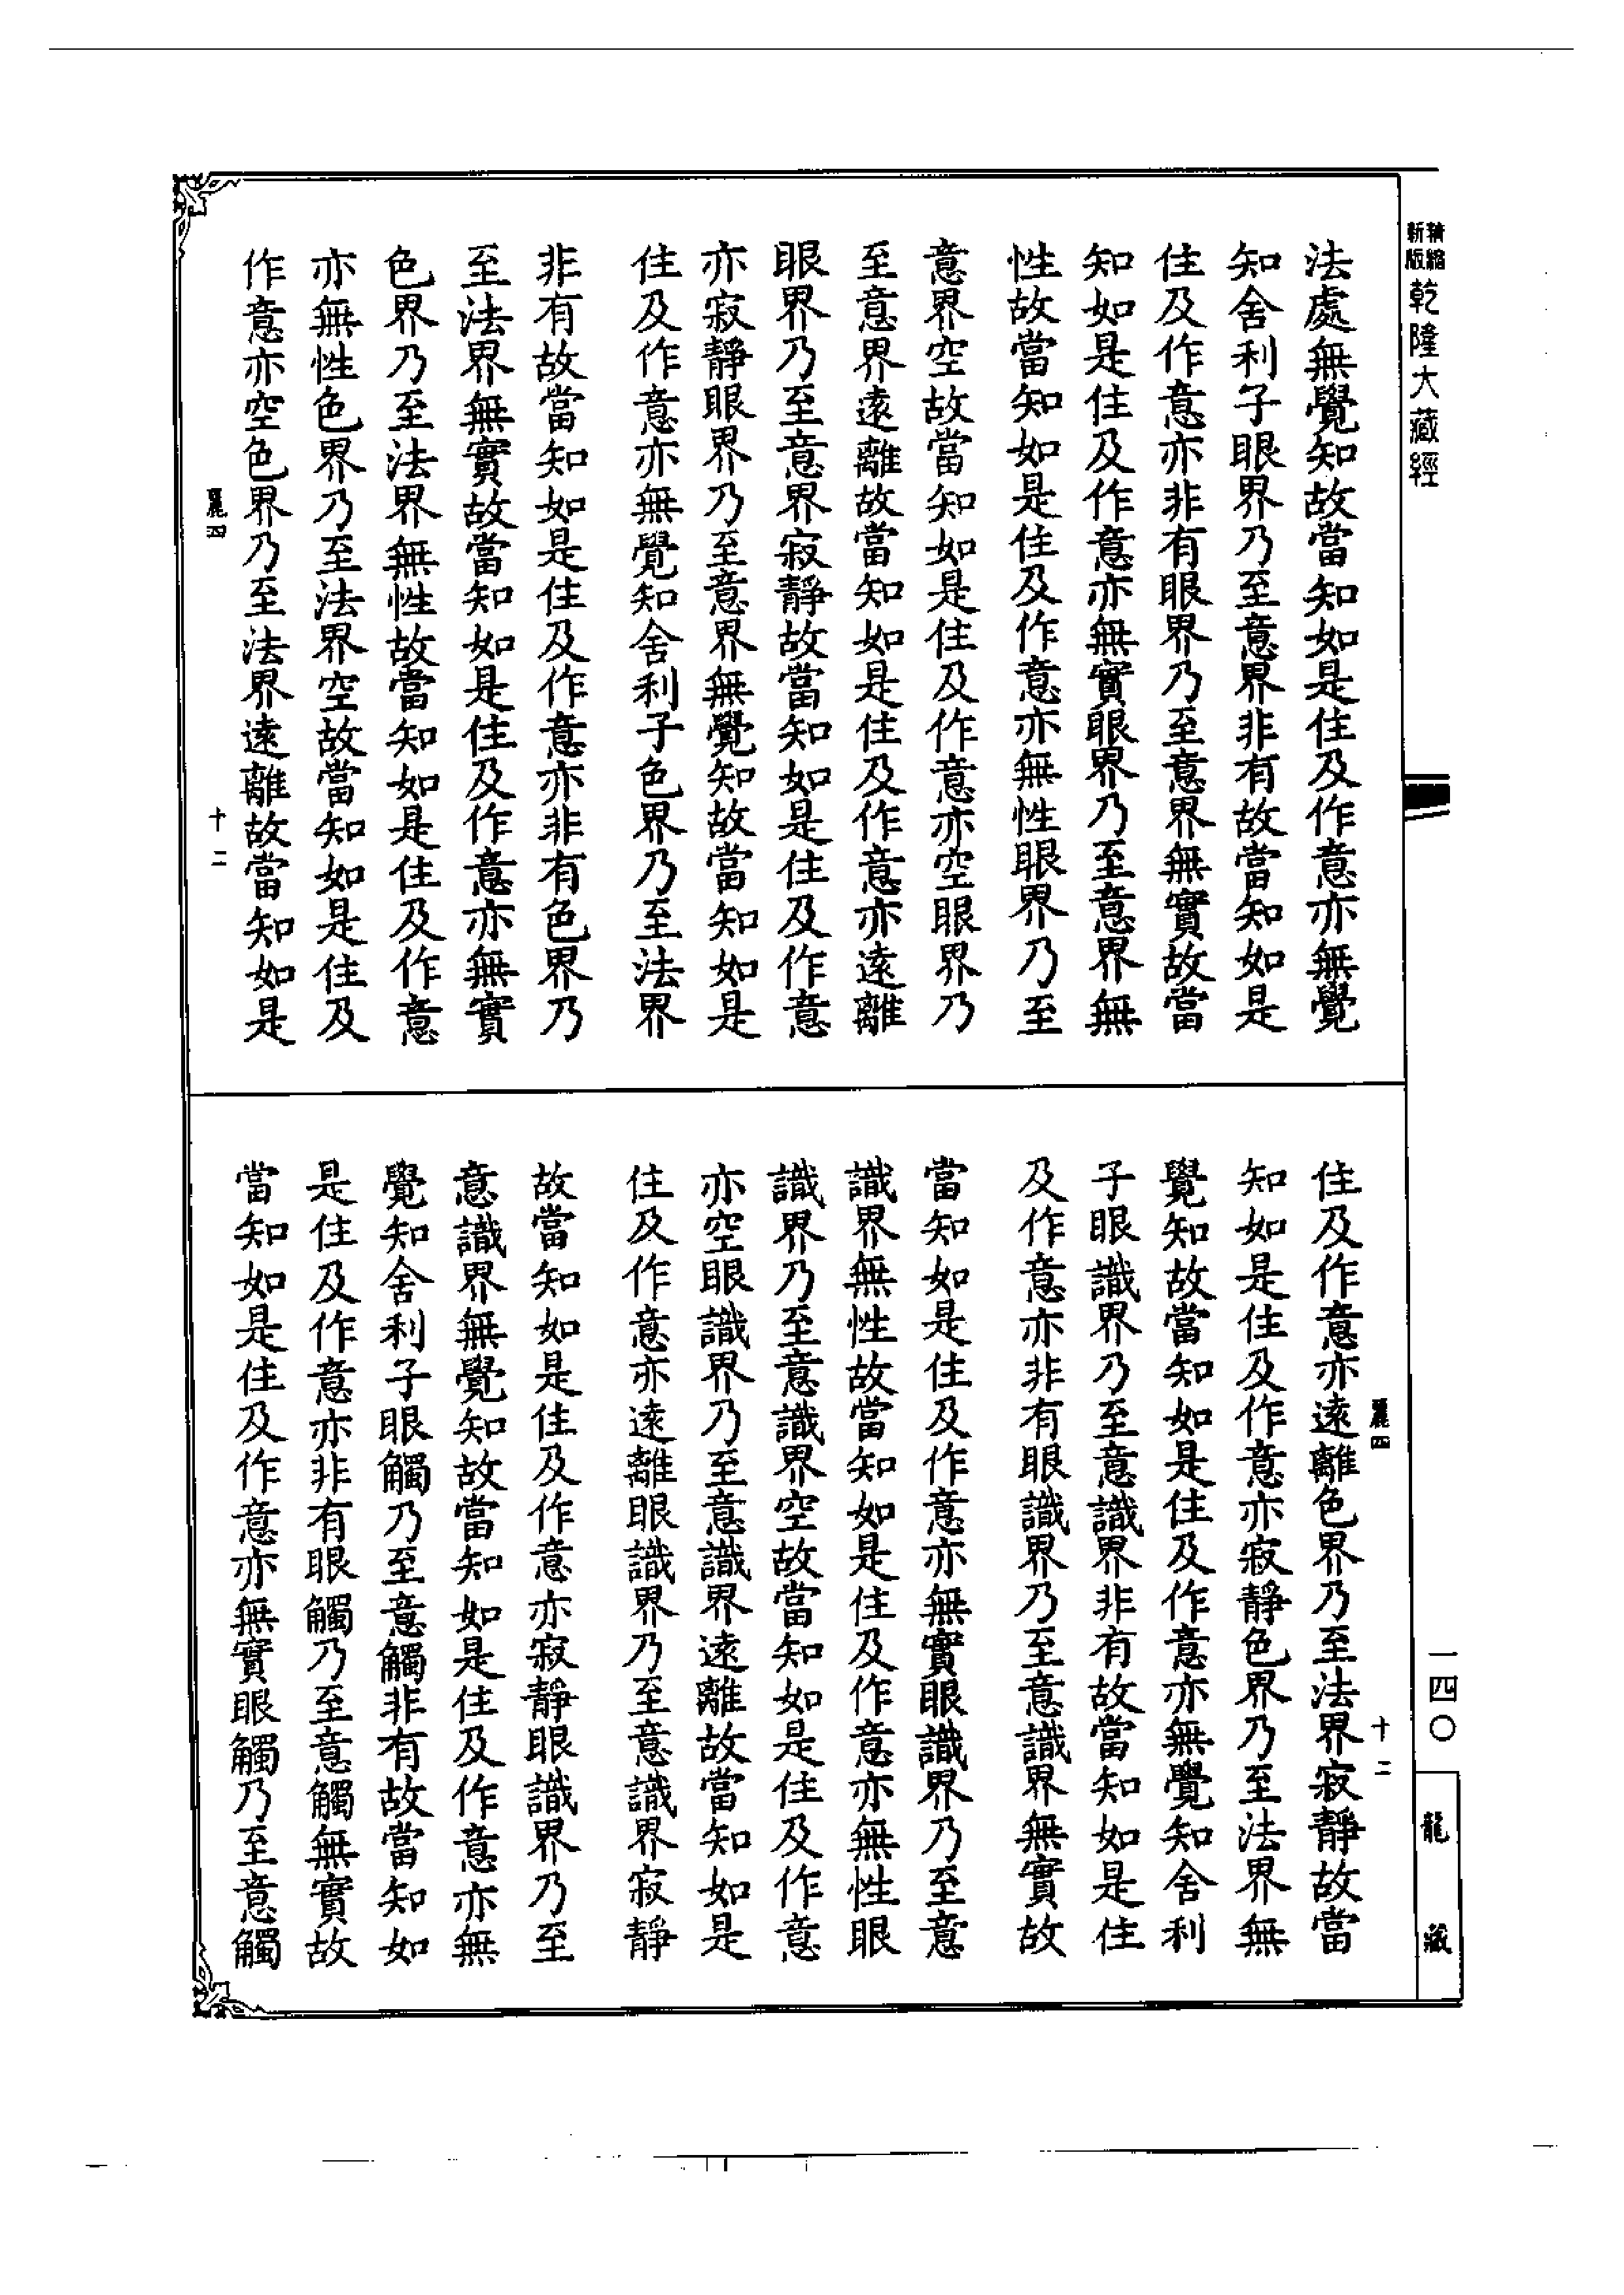 精縮新版乾隆大藏經
法處無覺知故當知如是住及作意亦無覺
知舍利子眼界乃至意界非有故當知如是
住及作意亦非有眼界乃至意界無實故當
知如是住及作意亦無實眼界乃至意界無
性故當知如是住及作意亦無性眼界乃至
意界空故當知如是住及作意亦空眼界乃
至意界遠離故當知如是住及作意亦遠離
眼界乃至意界寂靜故當知如是住及作意
亦寂靜眼界乃至意界無覺知故當知如是
住及作意亦無覺知舍利子色界乃至法界
非有故當知如是住及作意亦非有色界乃
至法界無實故當知如是住及作意亦無實
色界乃至法界無性故當知如是住及作意
亦無性色界乃至法界空故當知如是住及
作意亦空色界乃至法界遠離故當知如是
麗四
十二
一四〇
龍藏
麗四
十二
住及作意亦遠離色界乃至法界寂靜故當
知如是住及作意亦寂靜色界乃至法界無
覺知故當知如是住及作意亦無覺知舍利
子眼識界乃至意識界非有故當知如是住
及作意亦非有眼識界乃至意識界無實故
當知如是住及作意亦無實眼識界乃至意
識界無性故當知如是住及作意亦無性眼
識界乃至意識界空故當知如是住及作意
亦空眼識界乃至意識界遠離故當知如是
住及作意亦遠離眼識界乃至意識界寂靜
故當知如是住及作意亦寂靜眼識界乃至
意識界無覺知故當知如是住及作意亦無
覺知舍利子眼觸乃至意觸非有故當知如
是住及作意亦非有眼觸乃至意觸無實故
當知如是住及作意亦無實眼觸乃至意觸